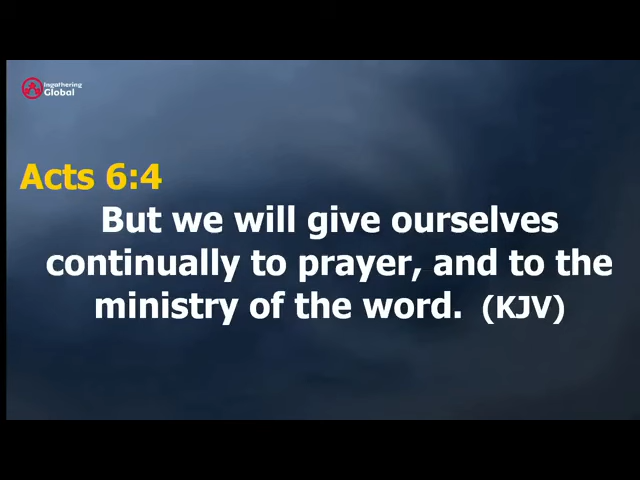 Ingathering
Global
Acts 6:4
But we will give ourselves
continually to prayer, and to the
ministry of the word. (KJV)